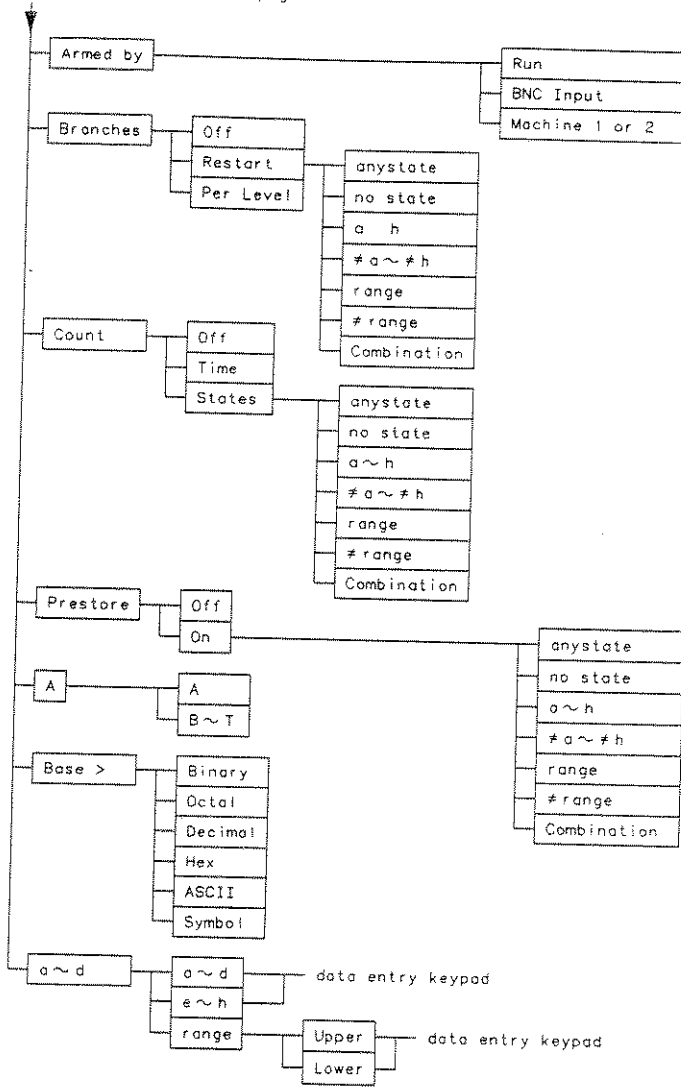 Armed by
Run
BNC Input
Machine 1 or 2
Branches
Off
Restart
Per Level
anystate
no state
a h
≠a~≠h
range
≠range
Combination
Count
Off
Time
States
anystate
no state
a~h
≠a~≠h
range
≠range
Combination
Prestore
Off
On
anystate
no state
a~h
≠a~≠h
range
≠range
Combination
A
A
B~T
Base >
Binary
Octal
Decimal
Hex
ASCII
Symbol
a~d
a~d
e~h
range
data entry keypad
Upper
Lower
data entry keypad